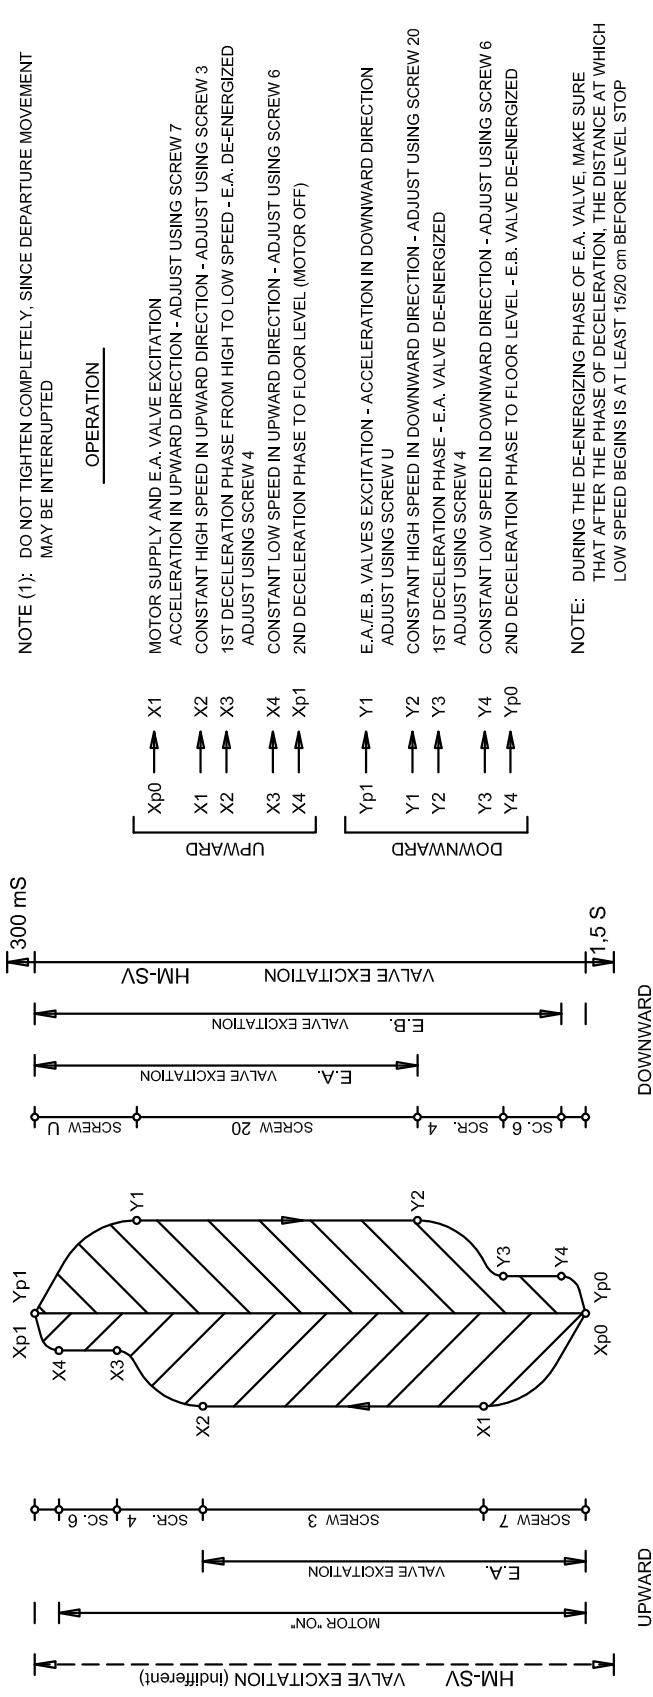 NOTE (1): DO NOT TIGHTEN COMPLETELY, SINCE DEPARTURE MOVEMENT
MAY BE INTERRUPTED
OPERATION
UPWARD
Xp0 X1 MOTOR SUPPLY AND E.A. VALVE EXCITATION
ACCELERATION IN UPWARD DIRECTION - ADJUST USING SCREW 7
X1 X2 CONSTANT HIGH SPEED IN UPWARD DIRECTION - ADJUST USING SCREW 3
X2 X3 1ST DECELERATION PHASE FROM HIGH TO LOW SPEED - E.A. DE-ENERGIZED
ADJUST USING SCREW 4
X3 X4 CONSTANT LOW SPEED IN UPWARD DIRECTION - ADJUST USING SCREW 6
X4 Xp1 2ND DECELERATION PHASE TO FLOOR LEVEL (MOTOR OFF)
DOWNWARD
Yp1 Y1 E.A./E.B. VALVES EXCITATION - ACCELERATION IN DOWNWARD DIRECTION
ADJUST USING SCREW U
Y1 Y2 CONSTANT HIGH SPEED IN DOWNWARD DIRECTION - ADJUST USING SCREW 20
Y2 Y3 1ST DECELERATION PHASE - E.A. VALVE DE-ENERGIZED
ADJUST USING SCREW 4
Y3 Y4 CONSTANT LOW SPEED IN DOWNWARD DIRECTION - ADJUST USING SCREW 6
Y4 Yp0 2ND DECELERATION PHASE TO FLOOR LEVEL - E.B. VALVE DE-ENERGIZED
NOTE: DURING THE DE-ENERGIZING PHASE OF E.A. VALVE, MAKE SURE
THAT AFTER THE PHASE OF DECELERATION, THE DISTANCE AT WHICH
LOW SPEED BEGINS IS AT LEAST 15/20 cm BEFORE LEVEL STOP
300 mS
HM-SV VALVE EXCITATION
1,5 S
E.B. VALVE EXCITATION
E.A. VALVE EXCITATION
SCREW U
SCREW 20
SCR. 4
SC. 6
DOWNWARD
Y1
Y2
Y3
Y4
Yp1
Yp0
Xp1
Xp0
X4
X3
X2
X1
SC. 6
SCR. 4
SCREW 3
SCREW 7
E.A. VALVE EXCITATION
MOTOR "ON"
HM-SV VALVE EXCITATION (indifferent)
UPWARD